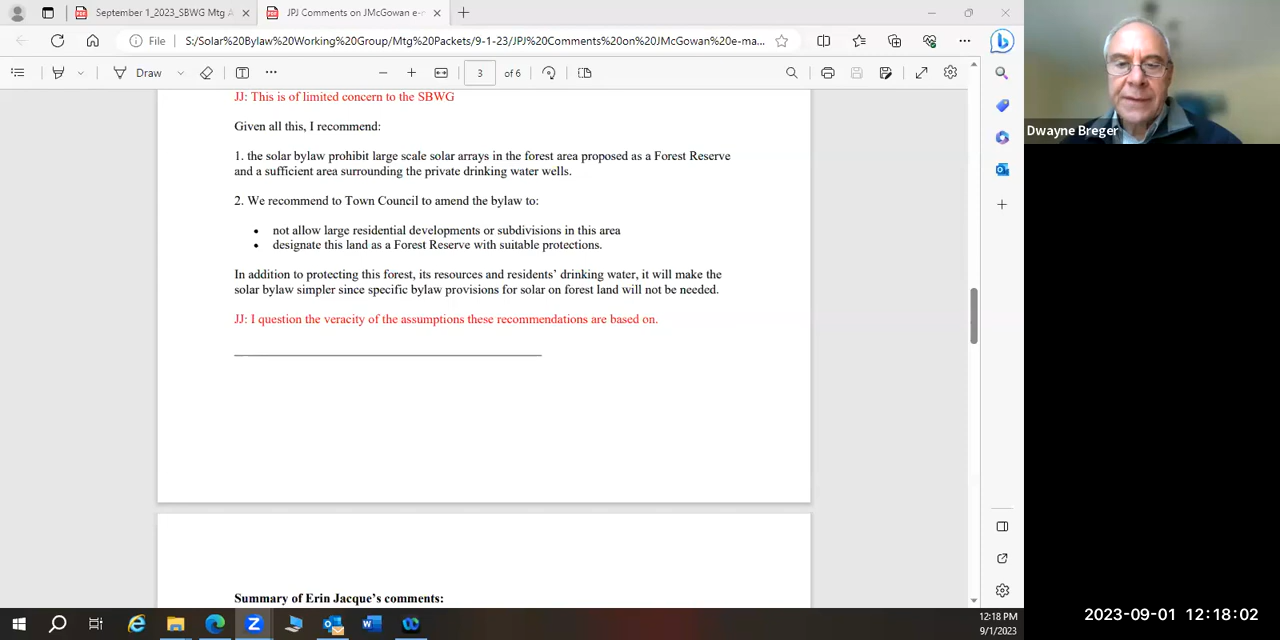 September 1_2023_SBWG Mtg A
JPJ Comments on JMcGowan e-m
File
S:/Solar%20Bylaw%20Working%20Group/Mtg%20Packets/9-1-23/JPJ%20Comments%20on%20JMcGowan%20e-ma...
Draw
3 of 6
JJ: This is of limited concern to the SBWG
Given all this, I recommend:
1. the solar bylaw prohibit large scale solar arrays in the forest area proposed as a Forest Reserve
and a sufficient area surrounding the private drinking water wells.
2. We recommend to Town Council to amend the bylaw to:
• not allow large residential developments or subdivisions in this area
• designate this land as a Forest Reserve with suitable protections.
In addition to protecting this forest, its resources and residents’ drinking water, it will make the
solar bylaw simpler since specific bylaw provisions for solar on forest land will not be needed.
JJ: I question the veracity of the assumptions these recommendations are based on.
Summary of Erin Jacque’s comments:
Dwayne Breger
12:18 PM
9/1/2023
2023-09-01 12:18:02